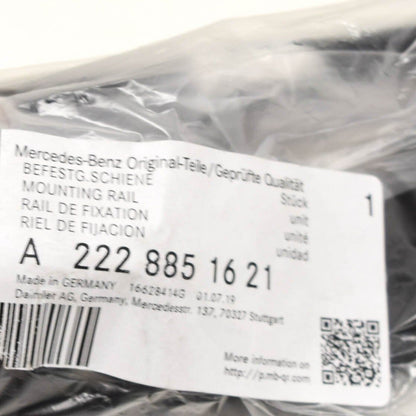 Mercedes-Benz Original-Teile/Geprüfte Qualität
BEFESTG.SCHIENE Stück 1
MOUNTING RAIL unit
RAIL DE FIXATION unité
RIEL DE FIJACION unidad
A 222 885 16 21
Made in GERMANY 16628414G 01.07.19
Daimler AG, Germany, Mercedesstr. 137, 70327 Stuttgart
More information on
http://p.mb-qr.com